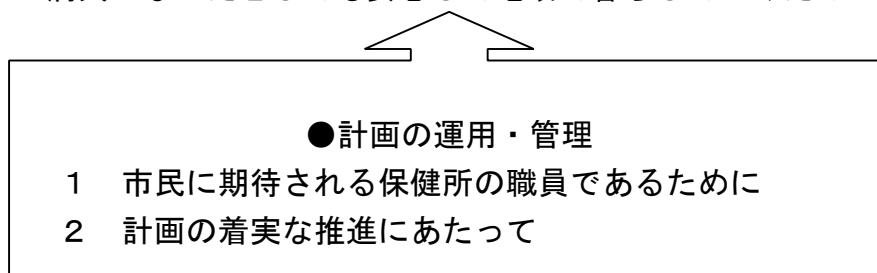 ●計画の運用・管理
１　市民に期待される保健所の職員であるために
２　計画の着実な推進にあたって